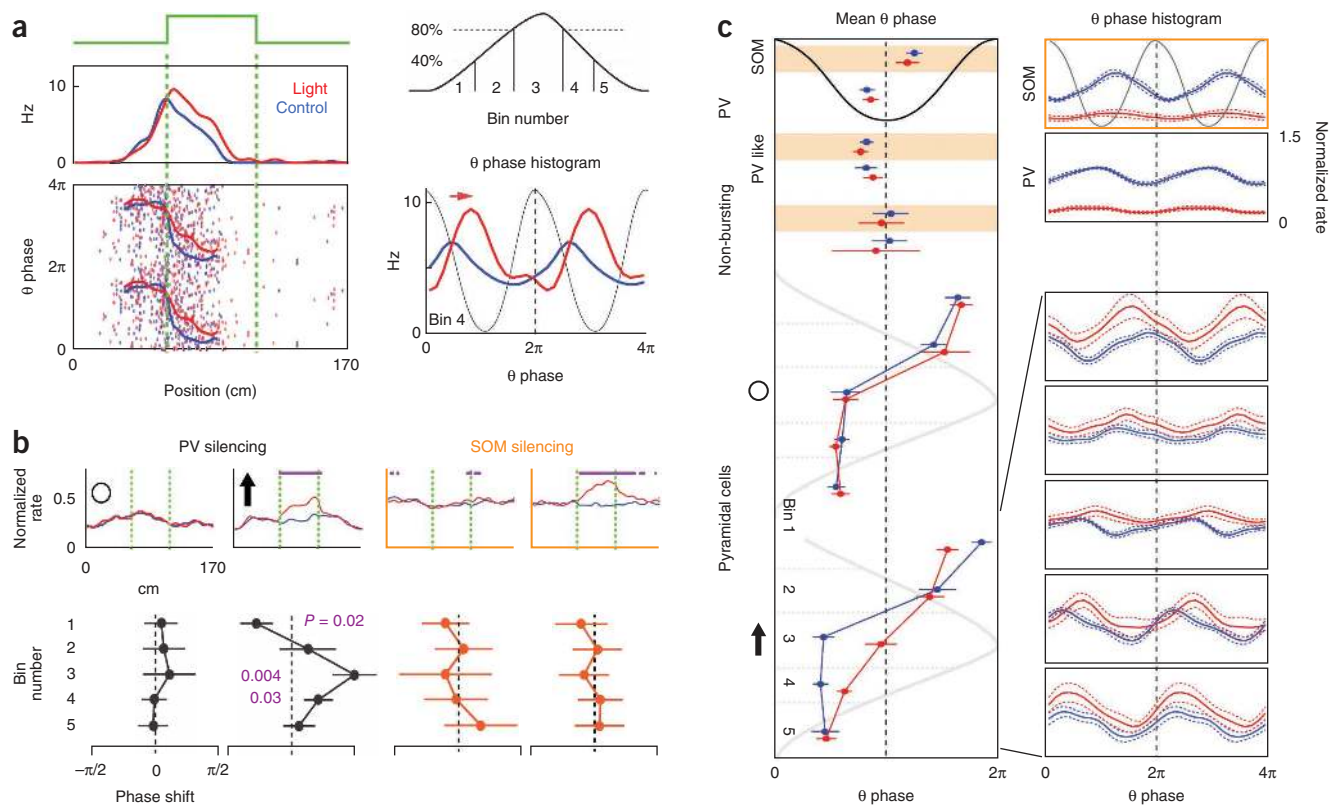 a
10
Hz
0
Light
Control
4π
θ phase
2π
0
0
170
Position (cm)
80%
40%
1 2 3 4 5
Bin number
θ phase histogram
10
Hz
0
Bin 4
0 2π 4π
θ phase
b
PV silencing
SOM silencing
Normalized rate
0.5
0
0 170
cm
Bin number
1
2
3
4
5
P = 0.02
0.004
0.03
−π/2 0 π/2
Phase shift
c
Mean θ phase
SOM
PV
PV like
Non-bursting
Pyramidal cells
Bin 1
2
3
4
5
0 2π
θ phase
θ phase histogram
SOM
PV
1.5
Normalized rate
0
0 2π 4π
θ phase